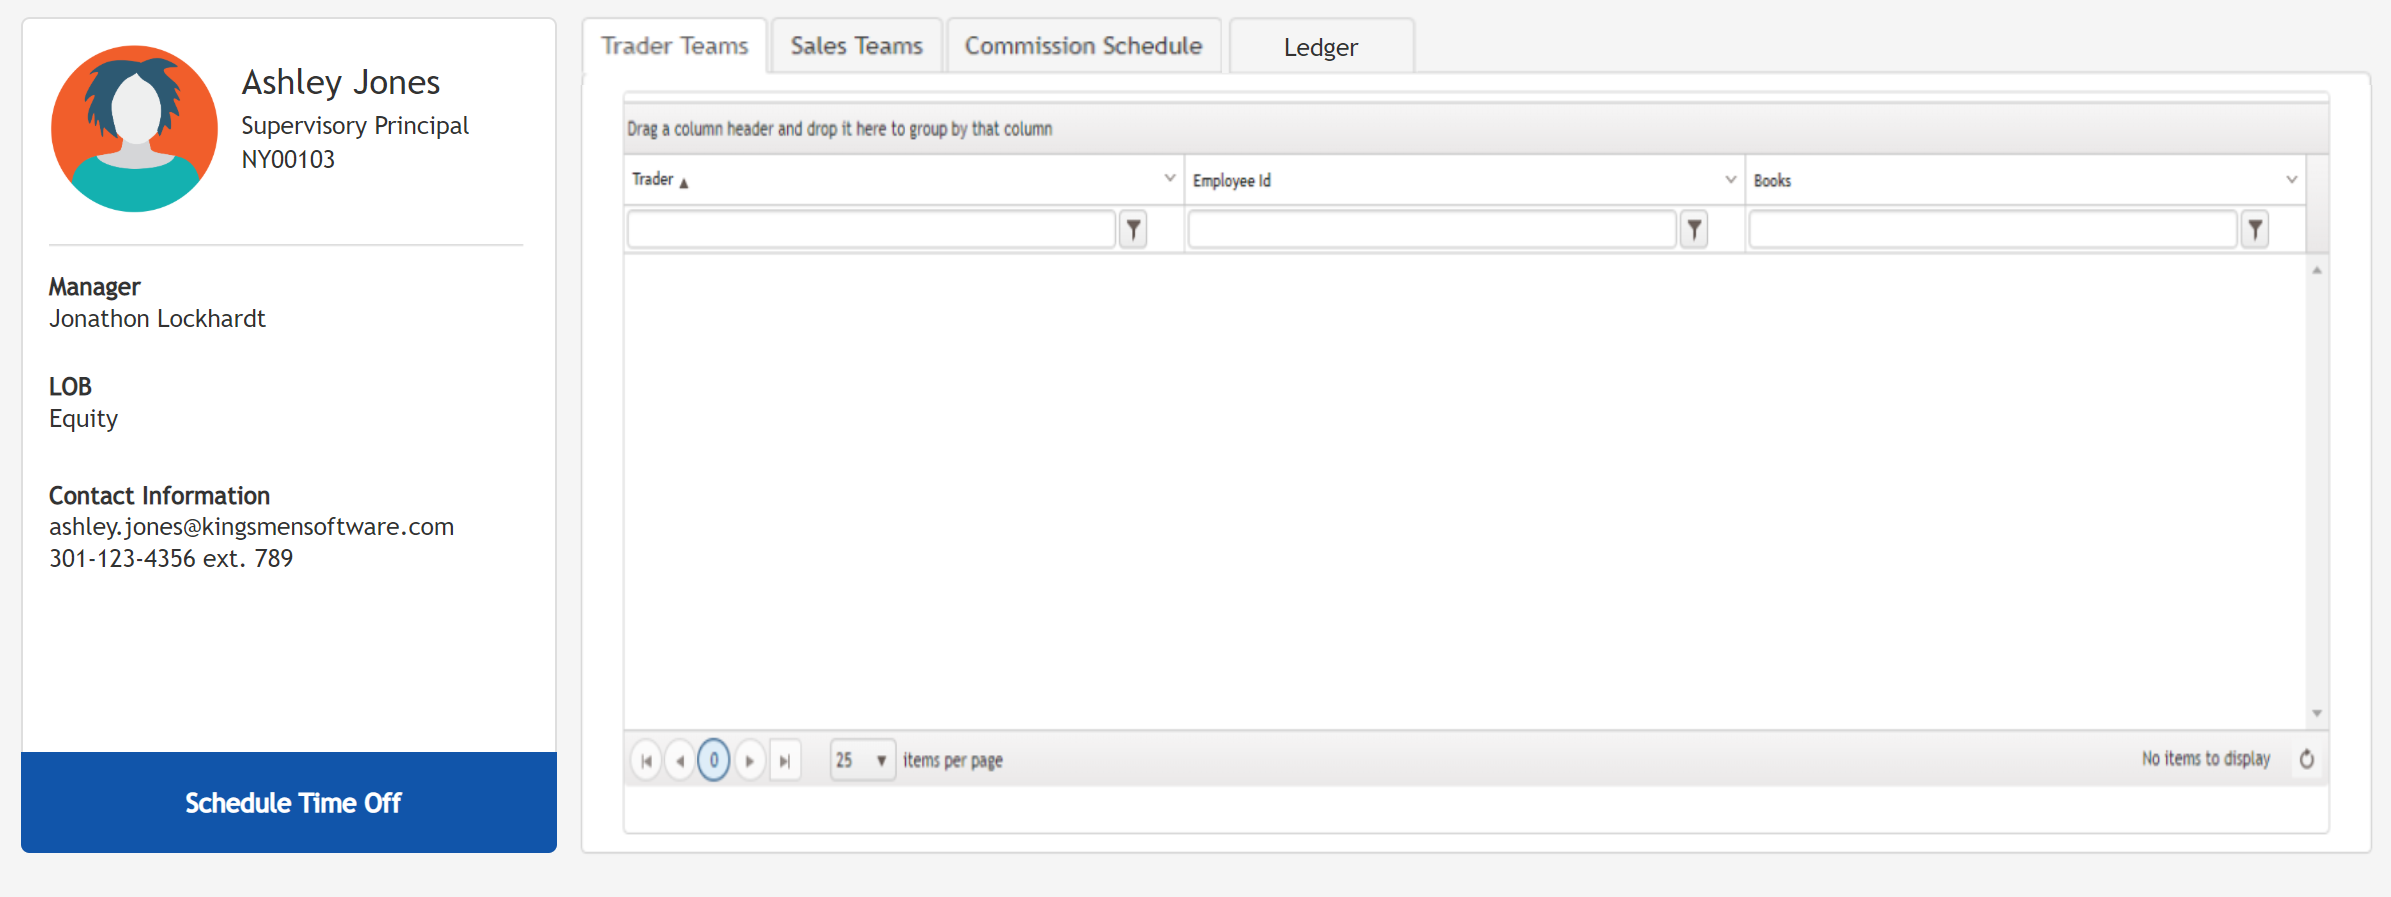 Ashley Jones
Supervisory Principal
NY00103
Manager
Jonathon Lockhardt
LOB
Equity
Contact Information
ashley.jones@kingsmensoftware.com
301-123-4356 ext. 789
Schedule Time Off
Trader Teams Sales Teams Commission Schedule Ledger
Drag a column header and drop it here to group by that column
Trader ▲ Employee Id Books
0 25 ▼ items per page No items to display